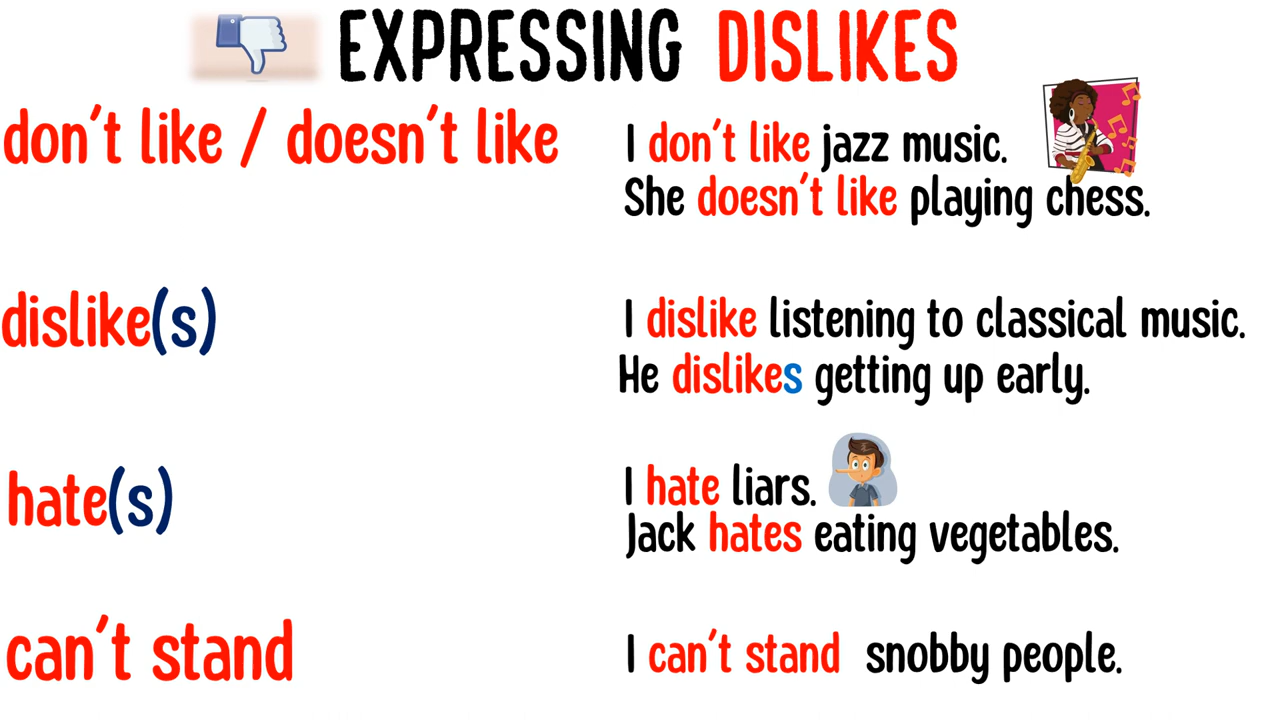 EXPRESSING DISLIKES
don't like / doesn't like
I don't like jazz music.
She doesn't like playing chess.
dislike(s)
I dislike listening to classical music.
He dislikes getting up early.
hate(s)
I hate liars.
Jack hates eating vegetables.
can't stand
I can't stand snobby people.